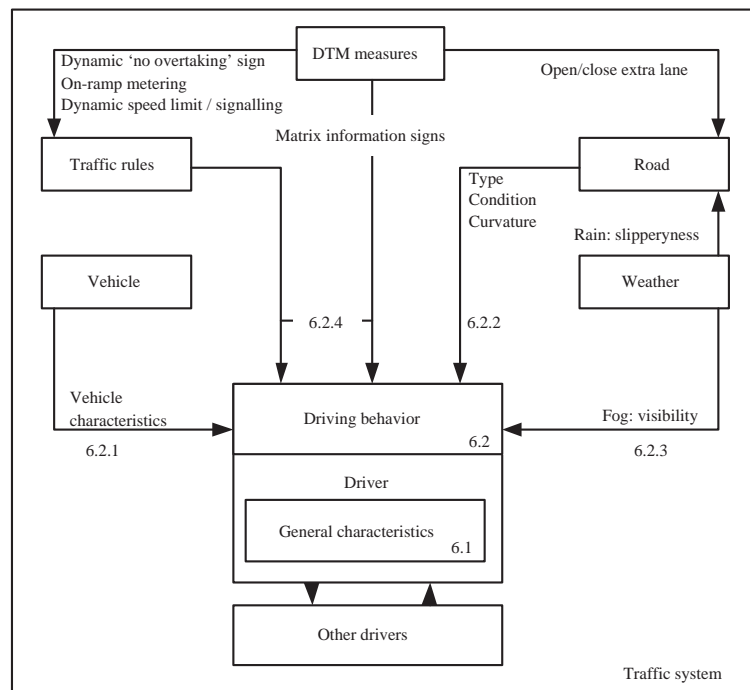 DTM measures
Dynamic ‘no overtaking’ sign
On-ramp metering
Dynamic speed limit / signalling
Open/close extra lane
Matrix information signs
Traffic rules
Road
Type
Condition
Curvature
Rain: slipperyness
Vehicle
Weather
6.2.4
6.2.2
Vehicle
characteristics
6.2.1
Driving behavior
6.2
Fog: visibility
6.2.3
Driver
General characteristics
6.1
Other drivers
Traffic system